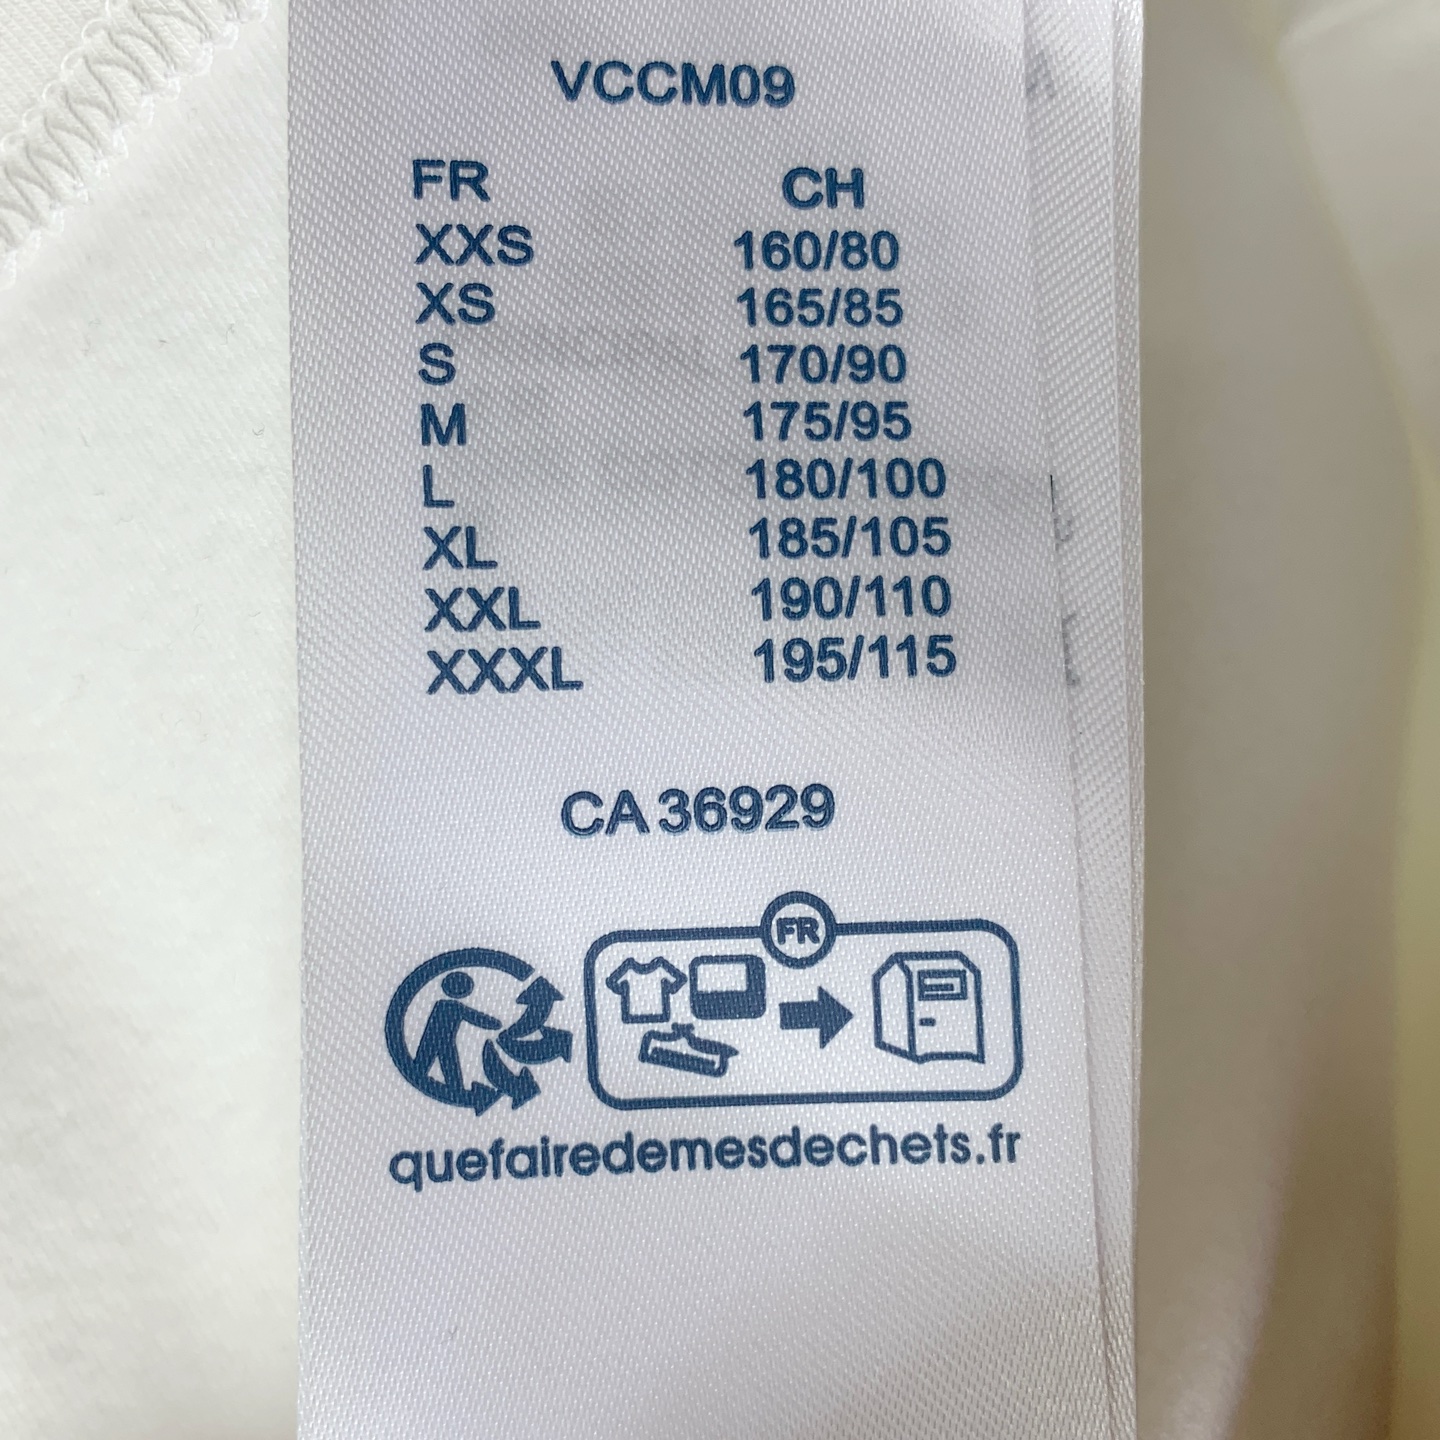 VCCM09
FR CH
XXS 160/80
XS 165/85
S 170/90
M 175/95
L 180/100
XL 185/105
XXL 190/110
XXXL 195/115
CA 36929
FR
quefairedemesdechets.fr